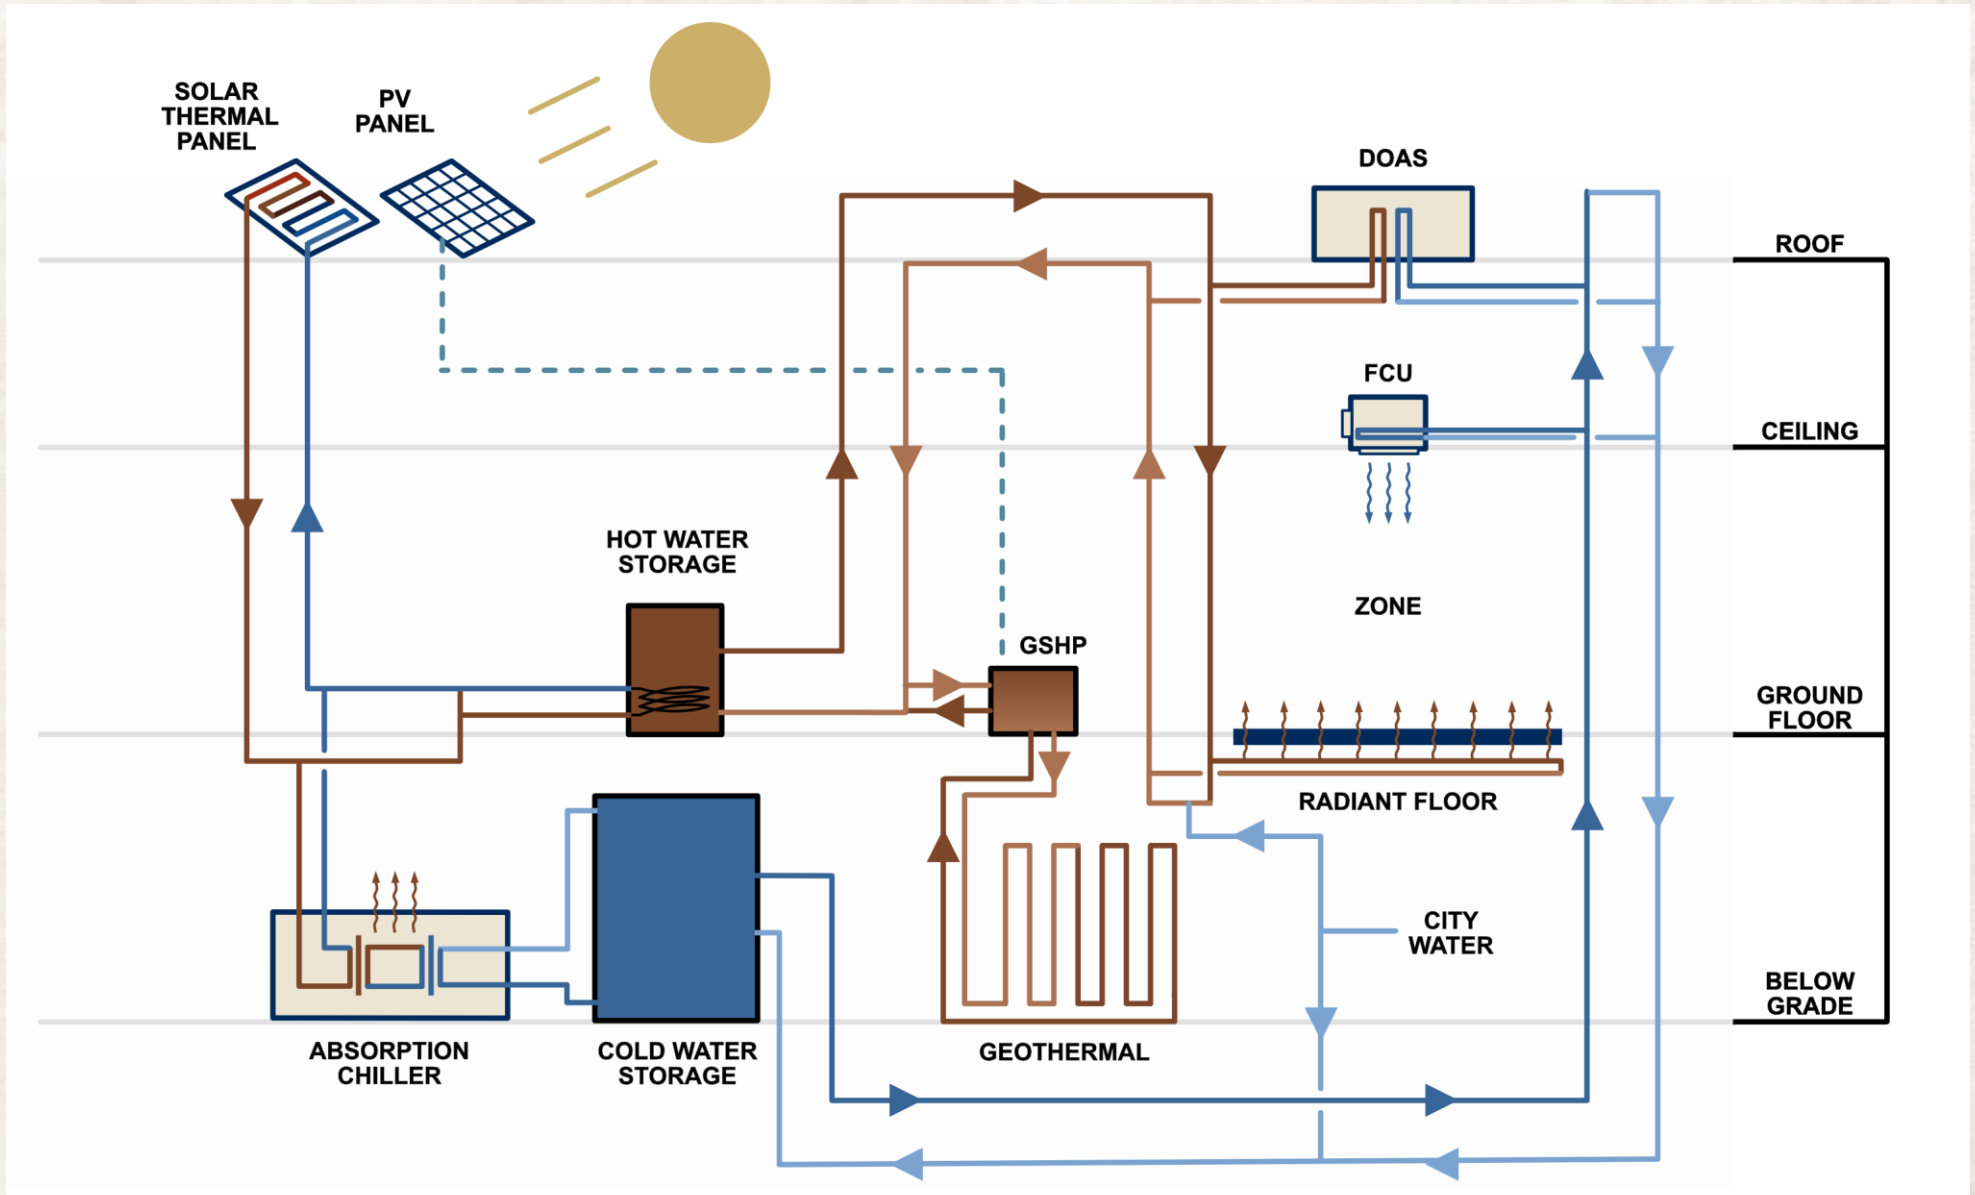 SOLAR
THERMAL
PANEL
PV
PANEL
DOAS
ROOF
FCU
CEILING
HOT WATER
STORAGE
ZONE
GSHP
GROUND
FLOOR
RADIANT FLOOR
CITY
WATER
BELOW
GRADE
ABSORPTION
CHILLER
COLD WATER
STORAGE
GEOTHERMAL